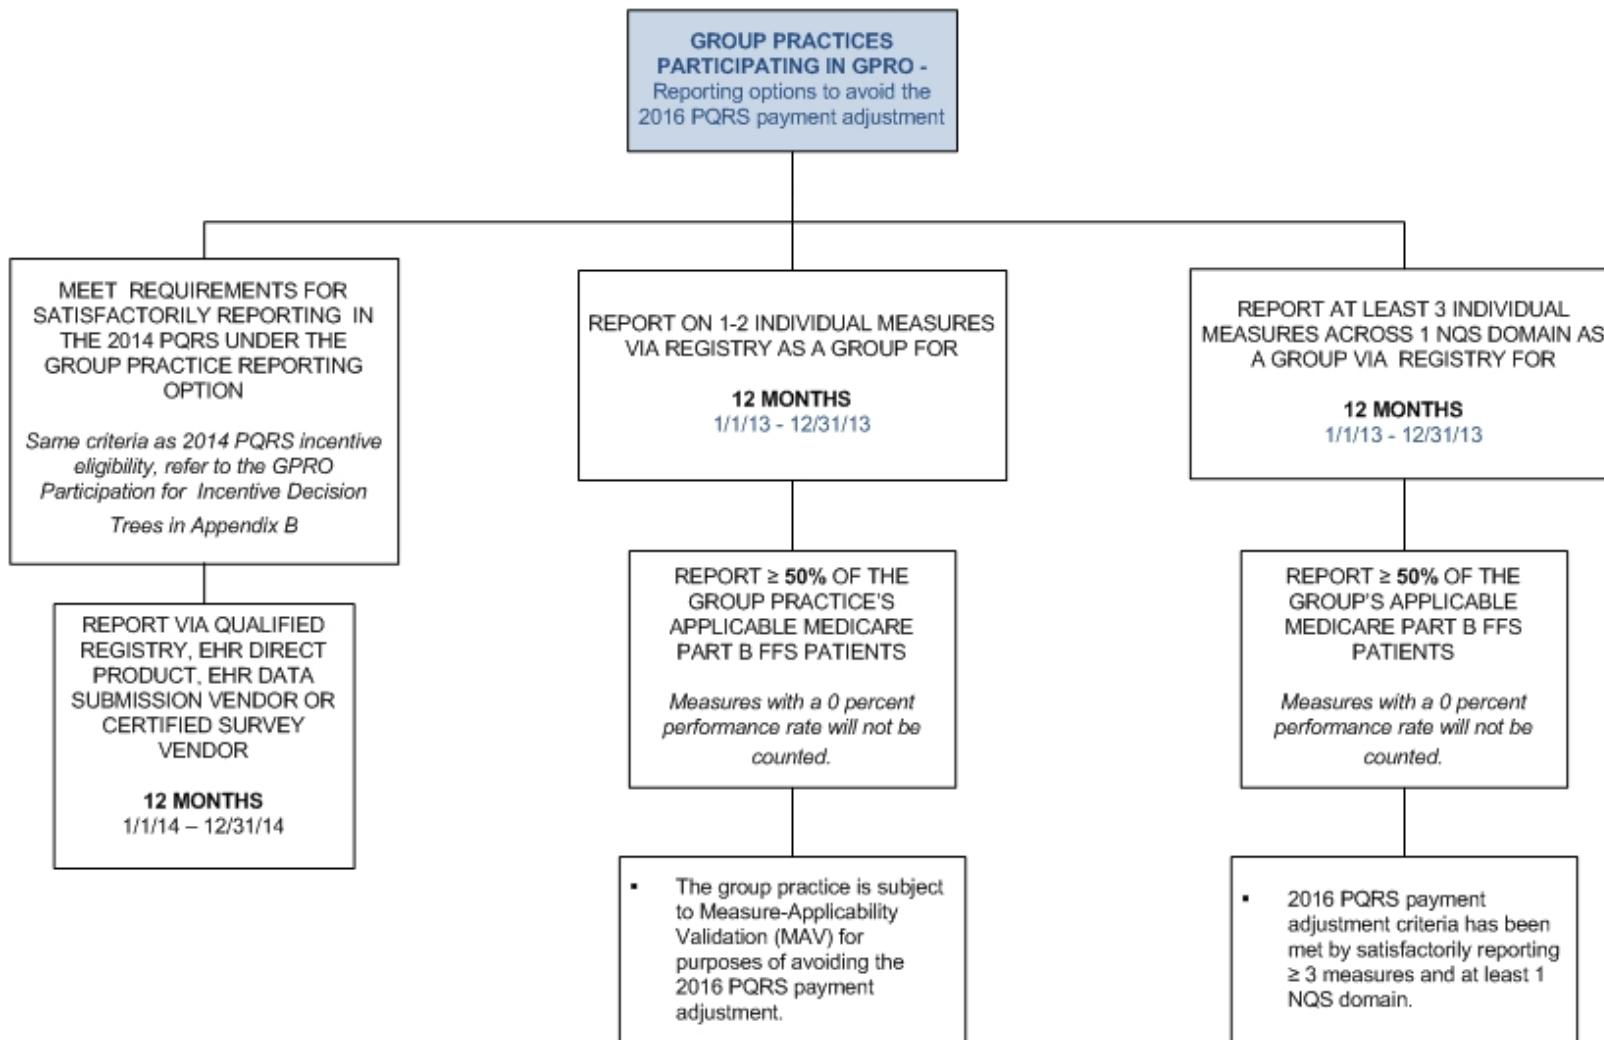 GROUP PRACTICES
PARTICIPATING IN GPRO -
Reporting options to avoid the
2016 PQRS payment adjustment
MEET REQUIREMENTS FOR
SATISFACTORILY REPORTING IN
THE 2014 PQRS UNDER THE
GROUP PRACTICE REPORTING
OPTION
Same criteria as 2014 PQRS incentive
eligibility, refer to the GPRO
Participation for Incentive Decision
Trees in Appendix B
REPORT VIA QUALIFIED
REGISTRY, EHR DIRECT
PRODUCT, EHR DATA
SUBMISSION VENDOR OR
CERTIFIED SURVEY
VENDOR
12 MONTHS
1/1/14 – 12/31/14
REPORT ON 1-2 INDIVIDUAL MEASURES
VIA REGISTRY AS A GROUP FOR
12 MONTHS
1/1/13 - 12/31/13
REPORT ≥ 50% OF THE
GROUP PRACTICE'S
APPLICABLE MEDICARE
PART B FFS PATIENTS
Measures with a 0 percent
performance rate will not be
counted.
▪ The group practice is subject
to Measure-Applicability
Validation (MAV) for
purposes of avoiding the
2016 PQRS payment
adjustment.
REPORT AT LEAST 3 INDIVIDUAL
MEASURES ACROSS 1 NQS DOMAIN AS
A GROUP VIA REGISTRY FOR
12 MONTHS
1/1/13 - 12/31/13
REPORT ≥ 50% OF THE
GROUP'S APPLICABLE
MEDICARE PART B FFS
PATIENTS
Measures with a 0 percent
performance rate will not be
counted.
▪ 2016 PQRS payment
adjustment criteria has been
met by satisfactorily reporting
≥ 3 measures and at least 1
NQS domain.